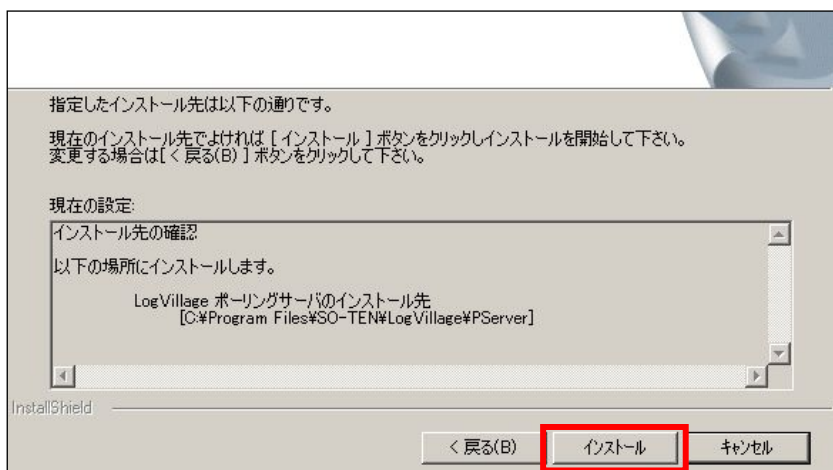 指定したインストール先は以下の通りです。
現在のインストール先でよければ [ インストール ] ボタンをクリックしインストールを開始して下さい。
変更する場合は[ < 戻る(B) ] ボタンをクリックして下さい。
現在の設定:
インストール先の確認
以下の場所にインストールします。
LogVillage ポーリングサーバのインストール先
[C:¥Program Files¥SO-TEN¥LogVillage¥PServer]
InstallShield
< 戻る(B) インストール キャンセル